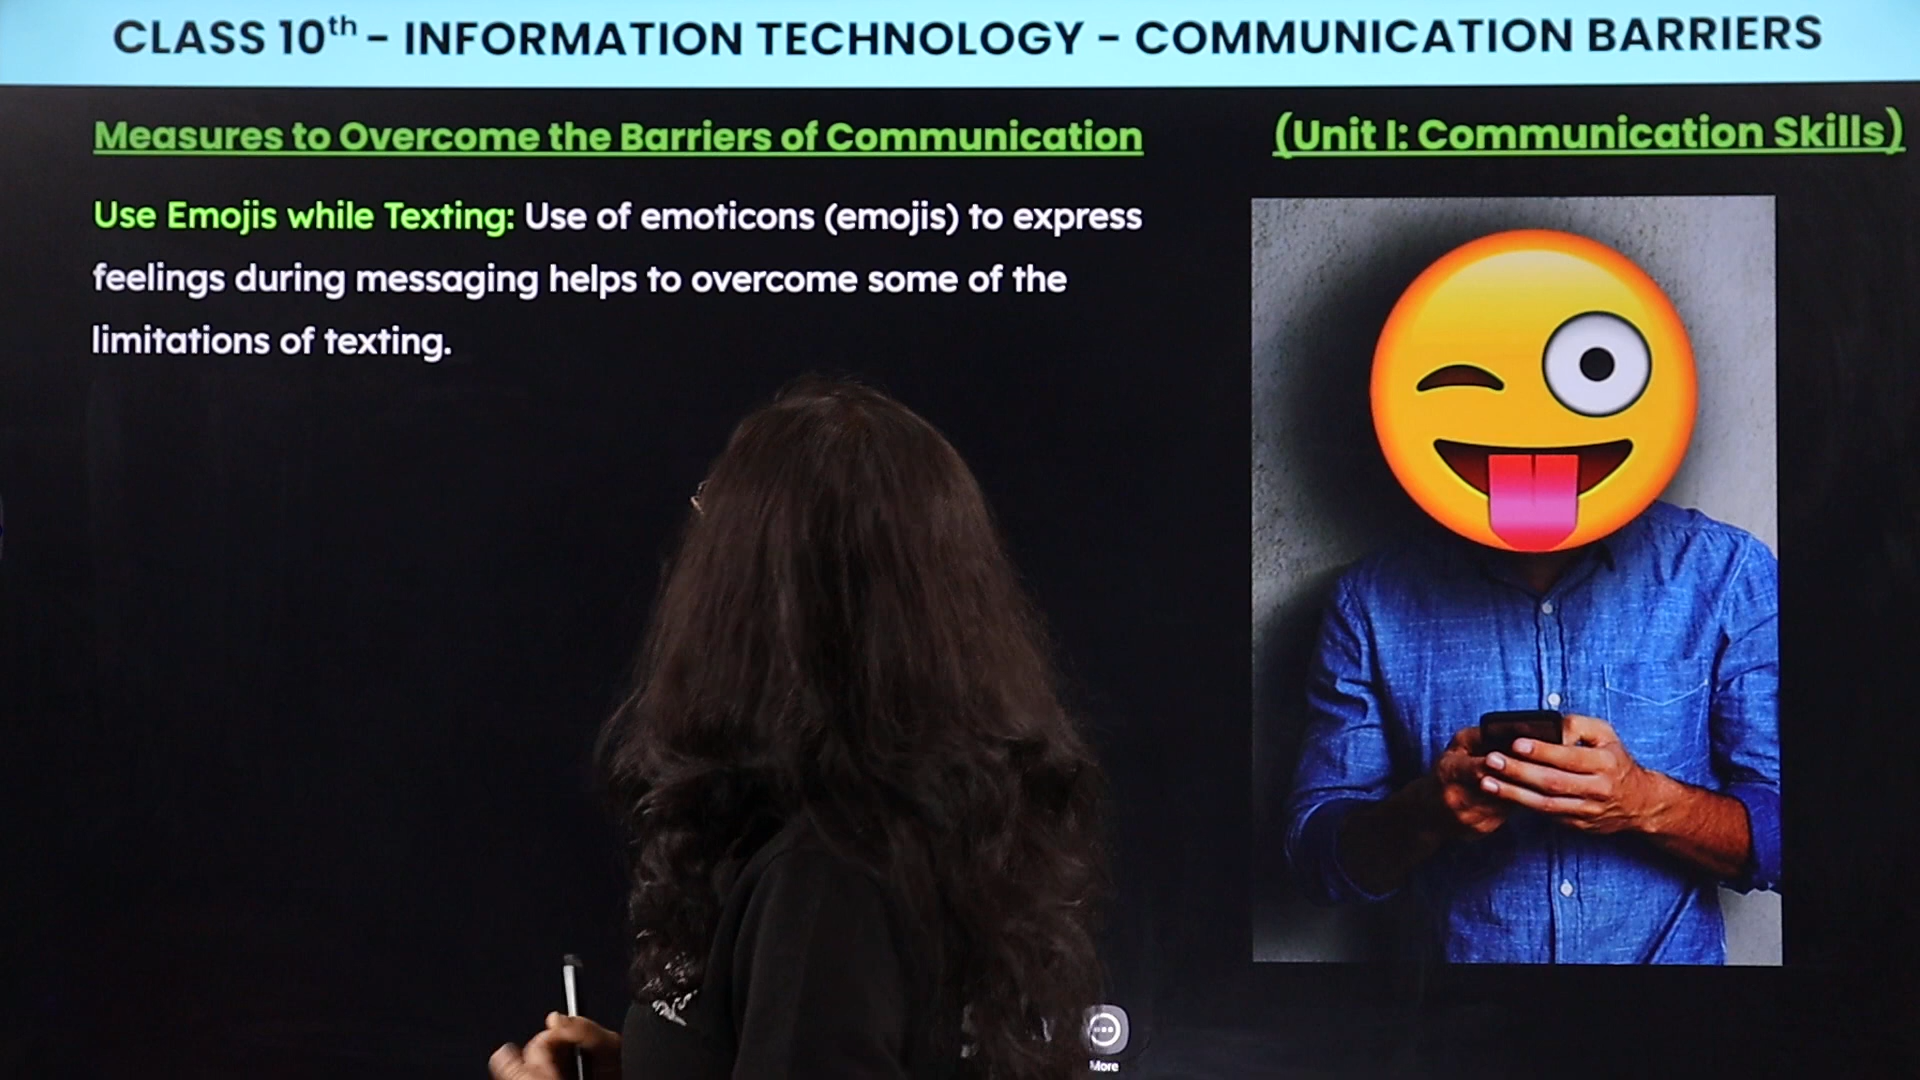 CLASS 10th - INFORMATION TECHNOLOGY - COMMUNICATION BARRIERS
Measures to Overcome the Barriers of Communication
(Unit I: Communication Skills)
Use Emojis while Texting: Use of emoticons (emojis) to express
feelings during messaging helps to overcome some of the
limitations of texting.
More